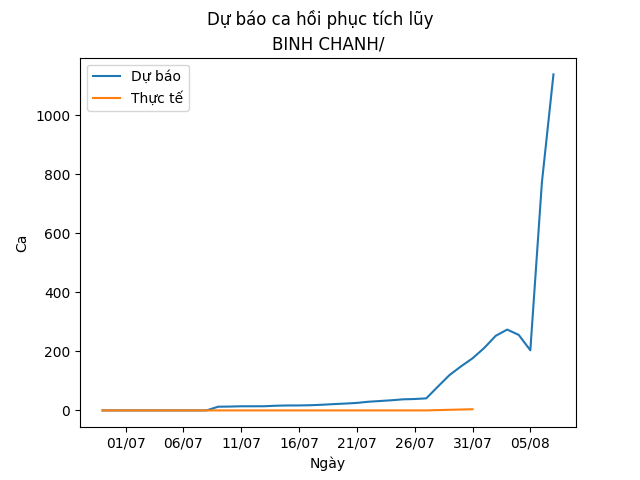 Dự báo ca hồi phục tích lũy
BINH CHANH/
Dự báo
Thực tế
Ca
1000
800
600
400
200
0
01/07 06/07 11/07 16/07 21/07 26/07 31/07 05/08
Ngày